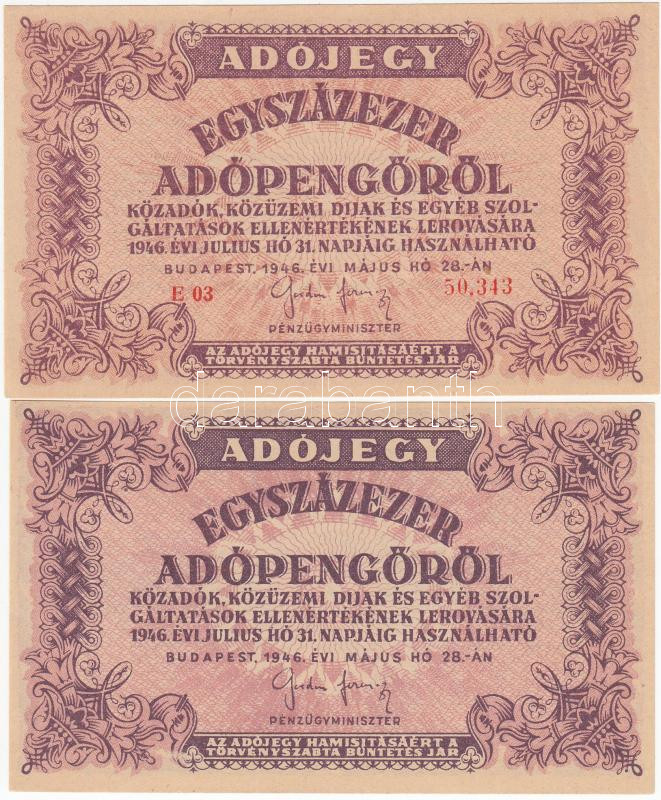 ADÓJEGY
EGYSZÁZEZER
ADÓPENGŐRŐL
KÖZADÓK, KÖZÜZEMI DIJAK ÉS EGYÉB SZOL-
GÁLTATÁSOK ELLENÉRTÉKÉNEK LEROVÁSÁRA
1946. ÉVI JULIUS HÓ 31. NAPJÁIG HASZNÁLHATÓ
BUDAPEST, 1946. ÉVI MÁJUS HÓ 28.-ÁN
E 03 50,343
PÉNZÜGYMINISZTER
AZ ADÓJEGY HAMISITÁSÁÉRT A
TÖRVÉNYSZABTA BÜNTETÉS JÁR
darabanth
ADÓJEGY
EGYSZÁZEZER
ADÓPENGŐRŐL
KÖZADÓK, KÖZÜZEMI DIJAK ÉS EGYÉB SZOL-
GÁLTATÁSOK ELLENÉRTÉKÉNEK LEROVÁSÁRA
1946. ÉVI JULIUS HÓ 31. NAPJÁIG HASZNÁLHATÓ
BUDAPEST, 1946. ÉVI MÁJUS HÓ 28.-ÁN
PÉNZÜGYMINISZTER
AZ ADÓJEGY HAMISITÁSÁÉRT A
TÖRVÉNYSZABTA BÜNTETÉS JÁR